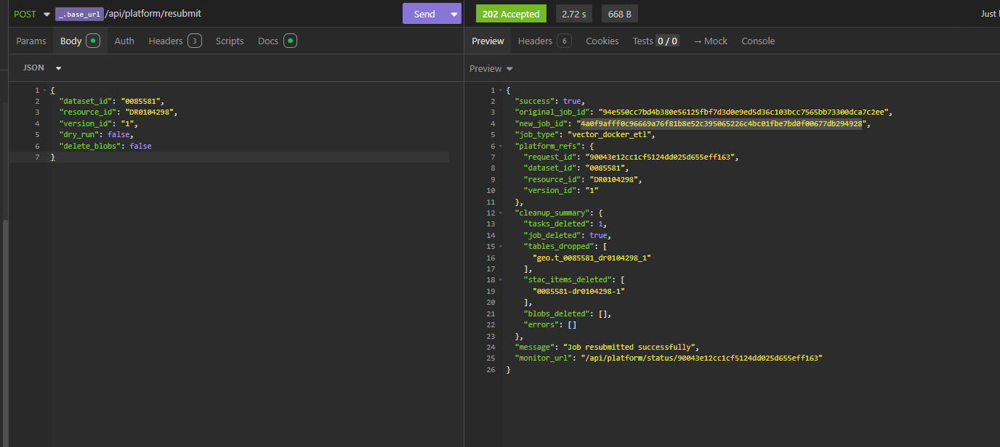 POST _.base_url /api/platform/resubmit Send
202 Accepted 2.72 s 668 B Just
Params Body Auth Headers 3 Scripts Docs
Preview Headers 6 Cookies Tests 0 / 0 → Mock Console
JSON
Preview
1 {
2 "dataset_id": "0085581",
3 "resource_id": "DR0104298",
4 "version_id": "1",
5 "dry_run": false,
6 "delete_blobs": false
7 }
1 {
2 "success": true,
3 "original_job_id": "94e550cc7bd4b380e56125fbf7d3d0e9ed5d36c103bcc7565bb73300dca7c2ee",
4 "new_job_id": "4a0f9afff0c96669a76f81b8e52c395065226c4bc01fbe7bd0f00677db294928",
5 "job_type": "vector_docker_etl",
6 "platform_refs": {
7 "request_id": "90043e12cc1cf5124dd025d655eff163",
8 "dataset_id": "0085581",
9 "resource_id": "DR0104298",
10 "version_id": "1"
11 },
12 "cleanup_summary": {
13 "tasks_deleted": 1,
14 "job_deleted": true,
15 "tables_dropped": [
16 "geo.t_0085581_dr0104298_1"
17 ],
18 "stac_items_deleted": [
19 "0085581-dr0104298-1"
20 ],
21 "blobs_deleted": [],
22 "errors": []
23 },
24 "message": "Job resubmitted successfully",
25 "monitor_url": "/api/platform/status/90043e12cc1cf5124dd025d655eff163"
26 }